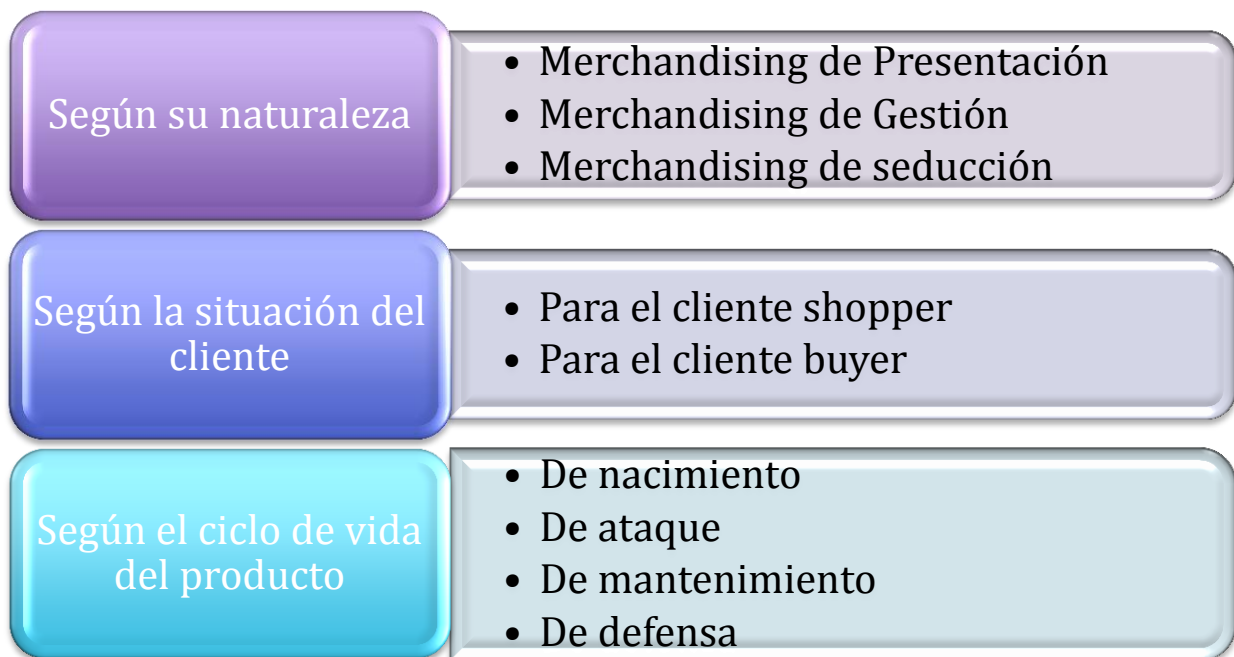 Según su naturaleza
• Merchandising de Presentación
• Merchandising de Gestión
• Merchandising de seducción
Según la situación del
cliente
• Para el cliente shopper
• Para el cliente buyer
Según el ciclo de vida
del producto
• De nacimiento
• De ataque
• De mantenimiento
• De defensa